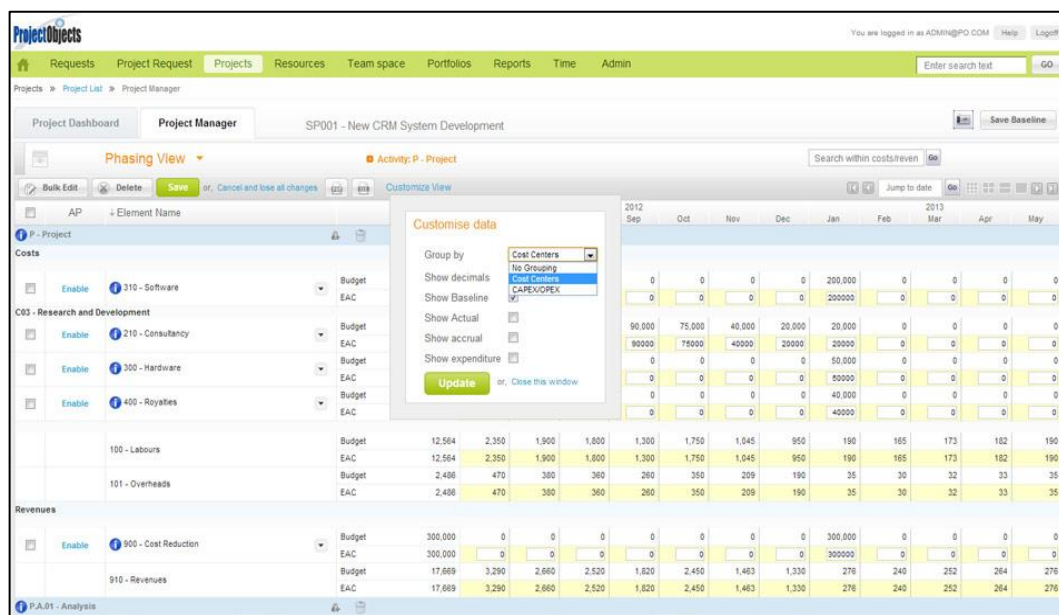 ProjectObjects
You are logged in as ADMIN@PO.COM Help Logoff
Requests Project Request Projects Resources Team space Portfolios Reports Time Admin Enter search text GO
Projects » Project List » Project Manager
Project Dashboard Project Manager SP001 - New CRM System Development Save Baseline
Phasing View Activity: P - Project Search within costs/reven Go
Bulk Edit Delete Save or, Cancel and lose all changes Customize View Jump to date Go
2012 2013
AP Element Name Sep Oct Nov Dec Jan Feb Mar Apr May
P - Project
Costs
Enable 310 - Software Budget 0 0 0 0 200,000 0 0 0 0
EAC 0 0 0 0 200000 0 0 0 0
C03 - Research and Development
Enable 210 - Consultancy Budget 90,000 75,000 40,000 20,000 20,000 0 0 0 0
EAC 90000 75000 40000 20000 20000 0 0 0 0
Enable 300 - Hardware Budget 0 0 0 0 50,000 0 0 0 0
EAC 0 0 0 0 50000 0 0 0 0
Enable 400 - Royalties Budget 0 0 0 0 40,000 0 0 0 0
EAC 0 0 0 0 40000 0 0 0 0
Customise data
Group by Cost Centers
No Grouping
Show decimals Cost Centers
CAPEX/OPEX
Show Baseline
Show Actual
Show accrual
Show expenditure
Update or, Close this window
100 - Labours Budget 12,564 2,350 1,900 1,800 1,300 1,750 1,045 950 190 165 173 182 190
EAC 12,564 2,350 1,900 1,800 1,300 1,750 1,045 950 190 165 173 182 190
101 - Overheads Budget 2,486 470 380 360 260 350 209 190 35 30 32 33 35
EAC 2,486 470 380 360 260 350 209 190 35 30 32 33 35
Revenues
Enable 900 - Cost Reduction Budget 300,000 0 0 0 0 0 0 0 300,000 0 0 0 0
EAC 300,000 0 0 0 0 0 0 0 300000 0 0 0 0
910 - Revenues Budget 17,669 3,290 2,660 2,520 1,820 2,450 1,463 1,330 276 240 252 264 276
EAC 17,669 3,290 2,660 2,520 1,820 2,450 1,463 1,330 276 240 252 264 276
P.A.01 - Analysis